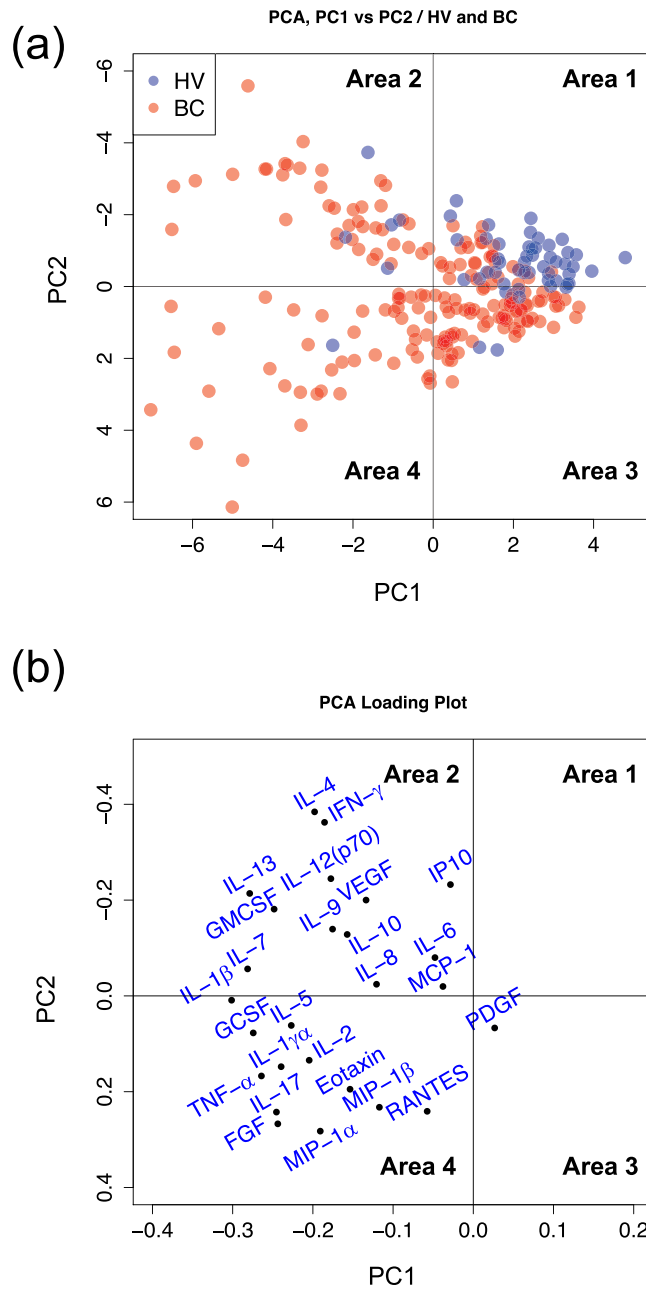 (a)
PCA, PC1 vs PC2 / HV and BC
HV
BC
Area 2
Area 1
Area 4
Area 3
−6
−4
−2
0
2
4
6
PC2
−6
−4
−2
0
2
4
PC1
(b)
PCA Loading Plot
Area 2
Area 1
IL−4
IFN−γ
IL−12(p70)
IL−13
GMCSF
VEGF
IP10
IL−9
IL−10
IL−7
IL−8
IL−6
MCP−1
IL−1β
GCSF
IL−5
PDGF
IL−1γα
IL−2
TNF−α
IL−17
Eotaxin
MIP−1β
RANTES
FGF
MIP−1α
Area 4
Area 3
−0.4
−0.2
0.0
0.2
0.4
PC2
−0.4
−0.3
−0.2
−0.1
0.0
0.1
0.2
PC1